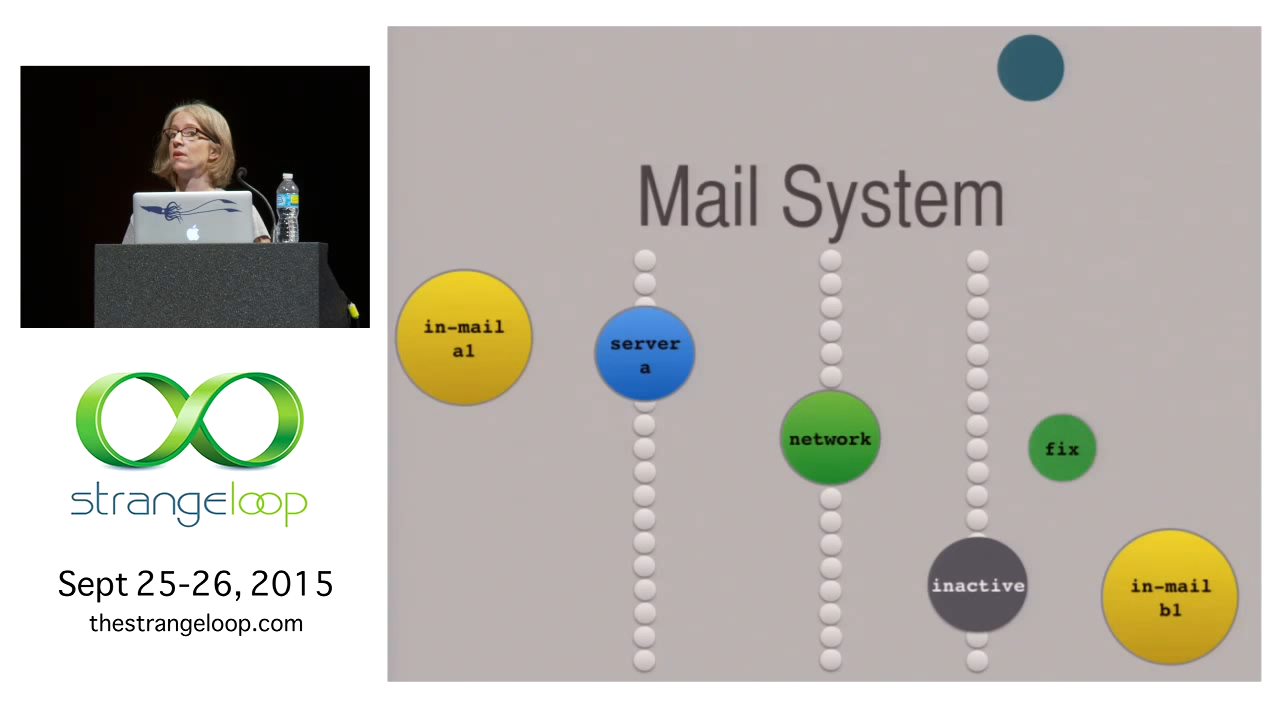 Mail System
in-mail
a1
server
a
network
fix
inactive
in-mail
b1
strangeloop
Sept 25-26, 2015
thestrangeloop.com